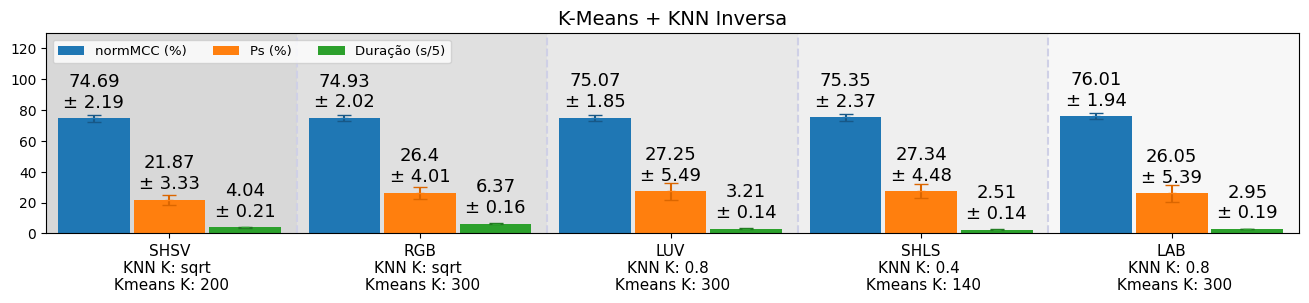 K-Means + KNN Inversa
120
100
80
60
40
20
0
normMCC (%)
Ps (%)
Duração (s/5)
74.69
± 2.19
21.87
± 3.33
4.04
± 0.21
74.93
± 2.02
26.4
± 4.01
6.37
± 0.16
75.07
± 1.85
27.25
± 5.49
3.21
± 0.14
75.35
± 2.37
27.34
± 4.48
2.51
± 0.14
76.01
± 1.94
26.05
± 5.39
2.95
± 0.19
SHSV
KNN K: sqrt
Kmeans K: 200
RGB
KNN K: sqrt
Kmeans K: 300
LUV
KNN K: 0.8
Kmeans K: 300
SHLS
KNN K: 0.4
Kmeans K: 140
LAB
KNN K: 0.8
Kmeans K: 300